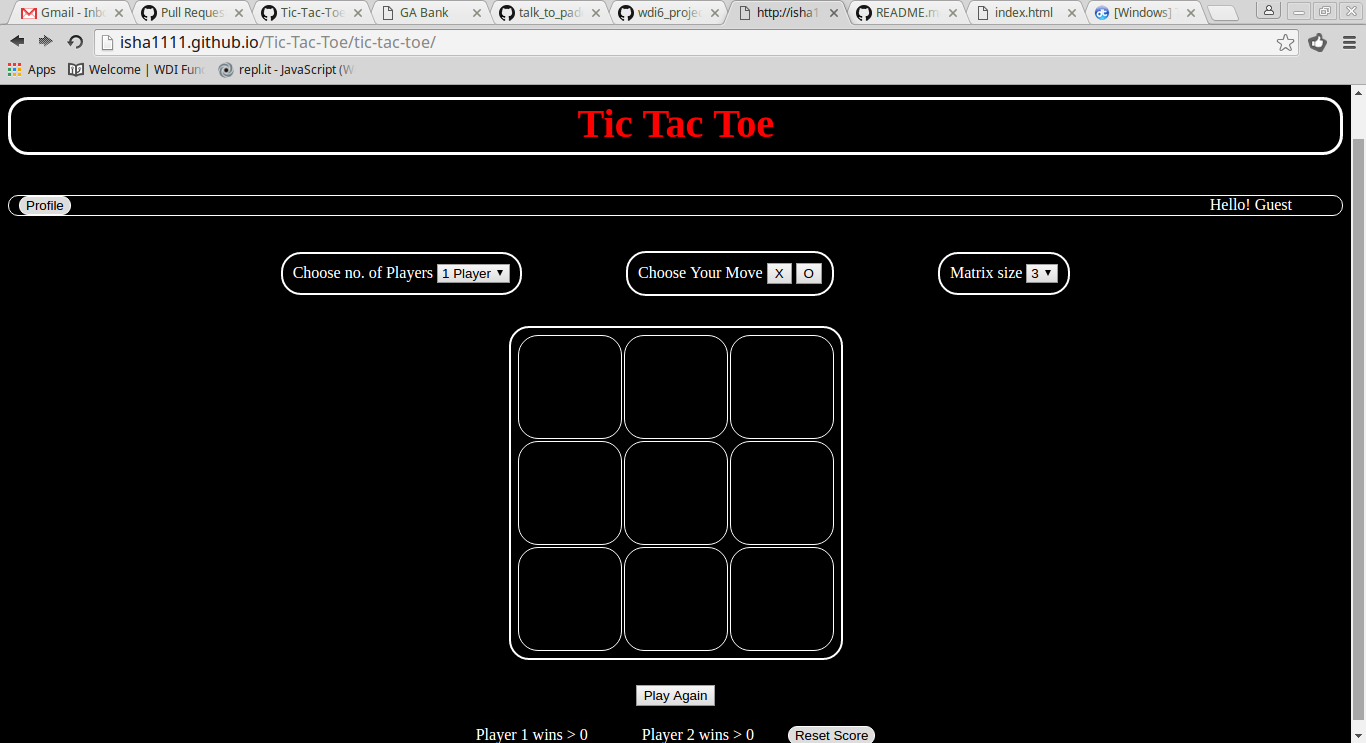 Gmail - Inbo
Pull Reques
Tic-Tac-Toe
GA Bank
talk_to_pad
wdi6_projec
http://isha1
README.m
index.html
[Windows]
isha1111.github.io/Tic-Tac-Toe/tic-tac-toe/
Apps
Welcome | WDI Fun
repl.it - JavaScript (W
Tic Tac Toe
Profile
Hello! Guest
Choose no. of Players 1 Player
Choose Your Move X O
Matrix size 3
Play Again
Player 1 wins > 0
Player 2 wins > 0
Reset Score